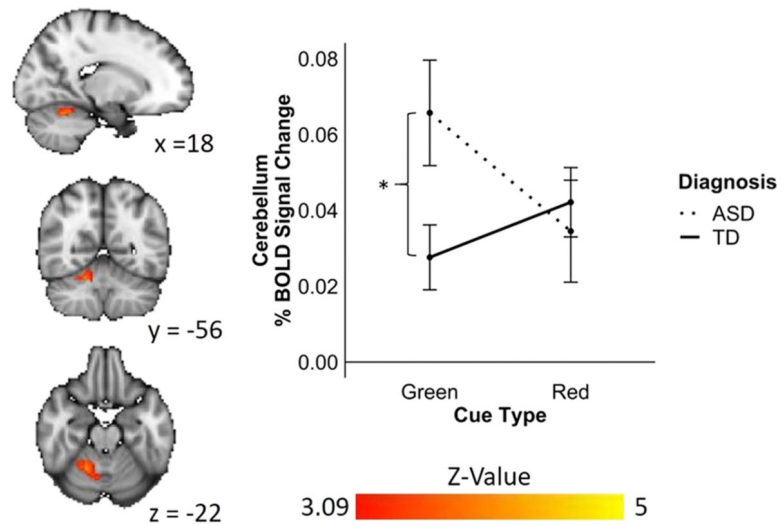 x =18
y = -56
z = -22
Cerebellum
% BOLD Signal Change
0.08
0.06
0.04
0.02
0.00
*
Green Red
Cue Type
Diagnosis
ASD
TD
Z-Value
3.09 5